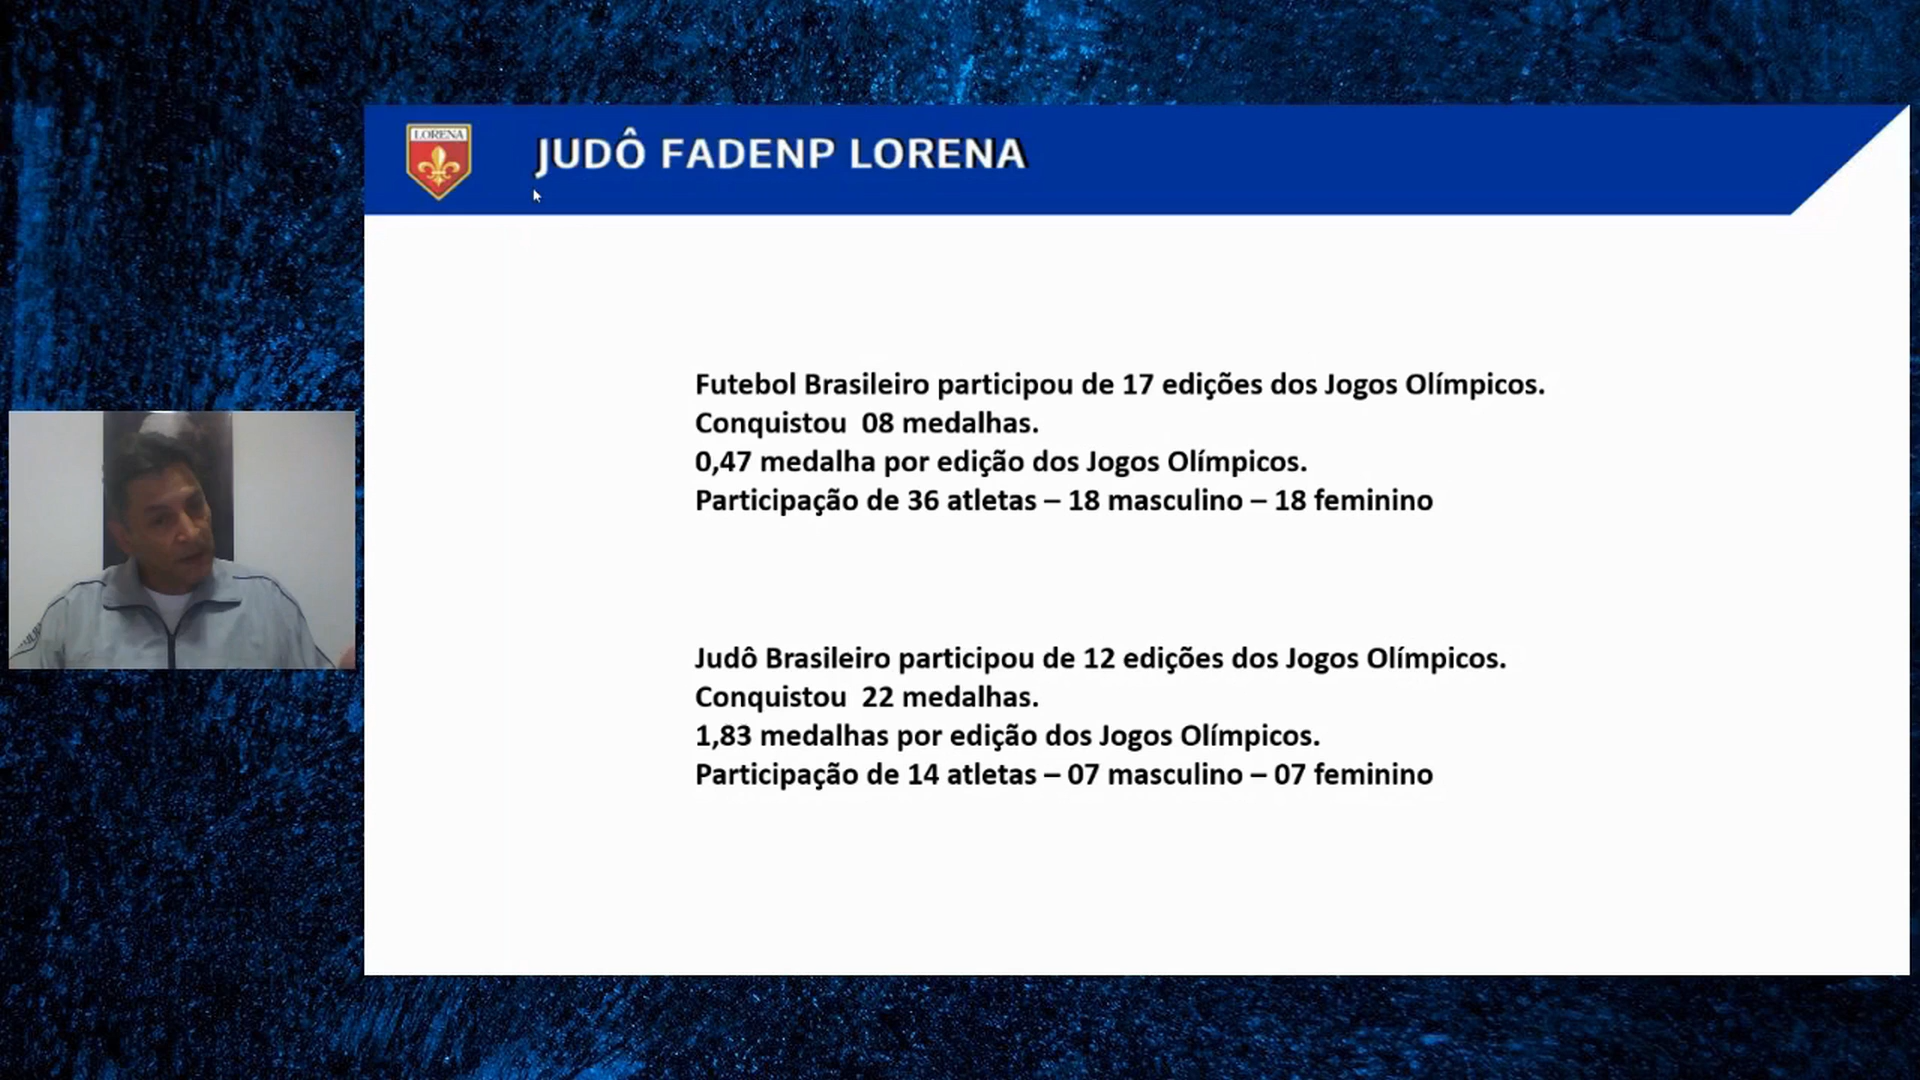 LORENA
JUDÔ FADENP LORENA
Futebol Brasileiro participou de 17 edições dos Jogos Olímpicos.
Conquistou  08 medalhas.
0,47 medalha por edição dos Jogos Olímpicos.
Participação de 36 atletas – 18 masculino – 18 feminino
Judô Brasileiro participou de 12 edições dos Jogos Olímpicos.
Conquistou  22 medalhas.
1,83 medalhas por edição dos Jogos Olímpicos.
Participação de 14 atletas – 07 masculino – 07 feminino